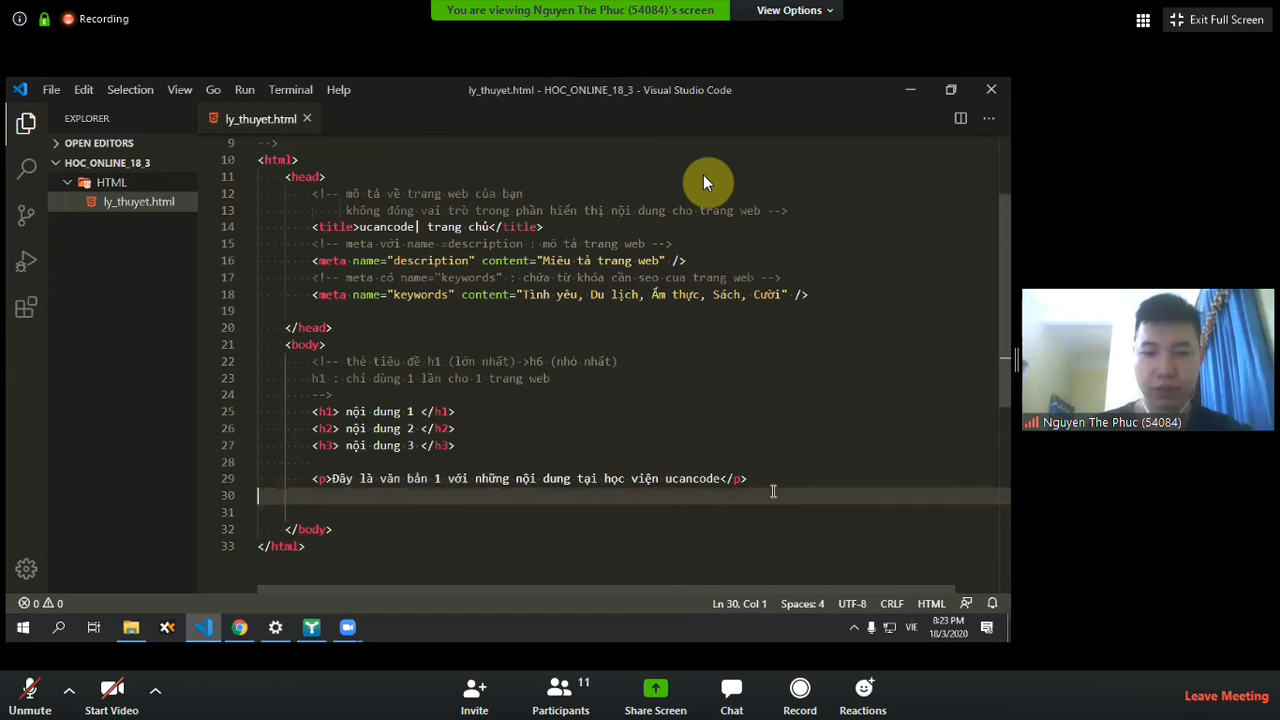 Recording
You are viewing Nguyen The Phuc (54084)'s screen
View Options
Exit Full Screen
File Edit Selection View Go Run Terminal Help
ly_thuyet.html - HOC_ONLINE_18_3 - Visual Studio Code
EXPLORER
ly_thuyet.html
OPEN EDITORS
HOC_ONLINE_18_3
HTML
ly_thuyet.html
9 -->
10 <html>
11 <head>
12 <!-- mô tả về trang web của bạn
13 không đóng vai trò trong phần hiển thị nội dung cho trang web -->
14 <title>ucancode| trang chủ</title>
15 <!-- meta với name =description : mô tả trang web -->
16 <meta name="description" content="Miêu tả trang web" />
17 <!-- meta có name="keywords" : chứa từ khóa cần seo cua trang web -->
18 <meta name="keywords" content="Tình yêu, Du lịch, Ẩm thực, Sách, Cười" />
19
20 </head>
21 <body>
22 <!-- thẻ tiêu đề h1 (lớn nhất)->h6 (nhỏ nhất)
23 h1 : chỉ dùng 1 lần cho 1 trang web
24 -->
25 <h1> nội dung 1 </h1>
26 <h2> nội dung 2 </h2>
27 <h3> nội dung 3 </h3>
28
29 <p>Đây là văn bản 1 với những nội dung tại học viện ucancode</p>
30
31
32 </body>
33 </html>
0 0
Ln 30, Col 1 Spaces: 4 UTF-8 CRLF HTML
VIE
8:23 PM
18/3/2020
Nguyen The Phuc (54084)
Unmute
Start Video
Invite
11
Participants
Share Screen
Chat
Record
Reactions
Leave Meeting